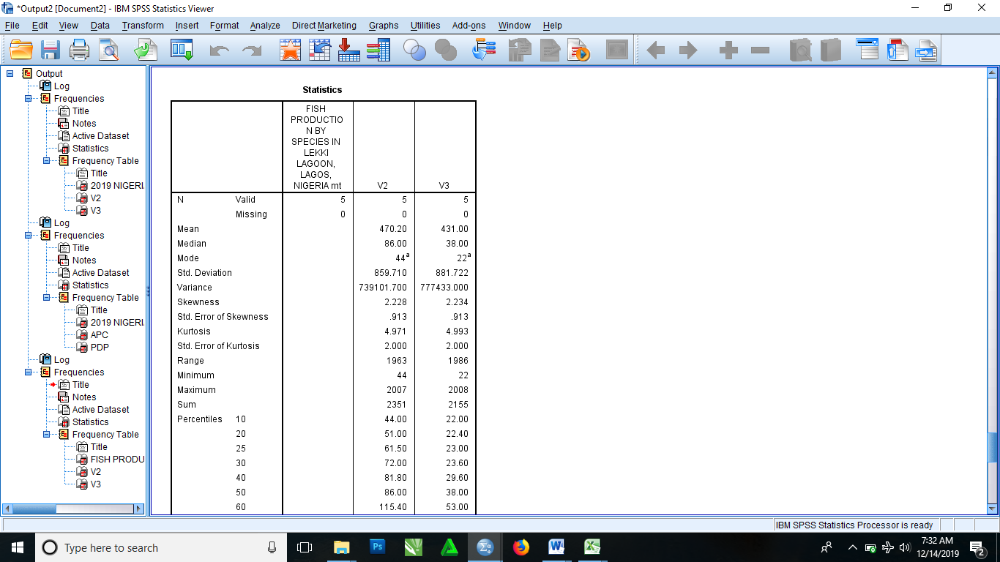 *Output2 [Document2] - IBM SPSS Statistics Viewer
File Edit View Data Transform Insert Format Analyze Direct Marketing Graphs Utilities Add-ons Window Help
Output
Log
Frequencies
Title
Notes
Active Dataset
Statistics
Frequency Table
Title
2019 NIGERI
V2
V3
Log
Frequencies
Title
Notes
Active Dataset
Statistics
Frequency Table
Title
2019 NIGERI
APC
PDP
Log
Frequencies
Title
Notes
Active Dataset
Statistics
Frequency Table
Title
FISH PRODU
V2
V3
Statistics
FISH
PRODUCTIO
N BY
SPECIES IN
LEKKI
LAGOON,
LAGOS,
NIGERIA mt V2 V3
N Valid 5 5 5
Missing 0 0 0
Mean 470.20 431.00
Median 86.00 38.00
Mode 44a 22a
Std. Deviation 859.710 881.722
Variance 739101.700 777433.000
Skewness 2.228 2.234
Std. Error of Skewness .913 .913
Kurtosis 4.971 4.993
Std. Error of Kurtosis 2.000 2.000
Range 1963 1986
Minimum 44 22
Maximum 2007 2008
Sum 2351 2155
Percentiles 10 44.00 22.00
20 51.00 22.40
25 61.50 23.00
30 72.00 23.60
40 81.80 29.60
50 86.00 38.00
60 115.40 53.00
IBM SPSS Statistics Processor is ready
Type here to search
Ps
7:32 AM
12/14/2019
2